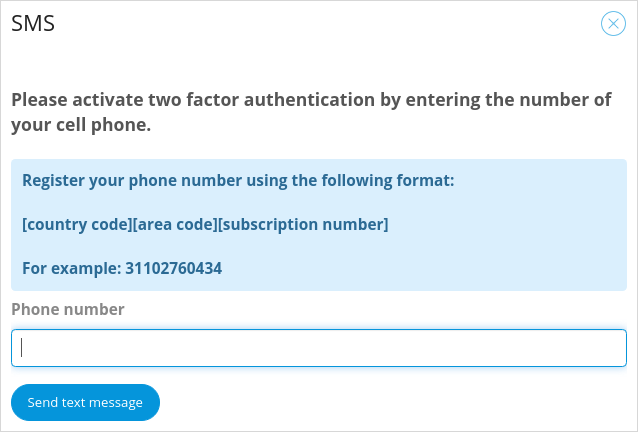 SMS
Please activate two factor authentication by entering the number of
your cell phone.
Register your phone number using the following format:
[country code][area code][subscription number]
For example: 31102760434
Phone number
Send text message